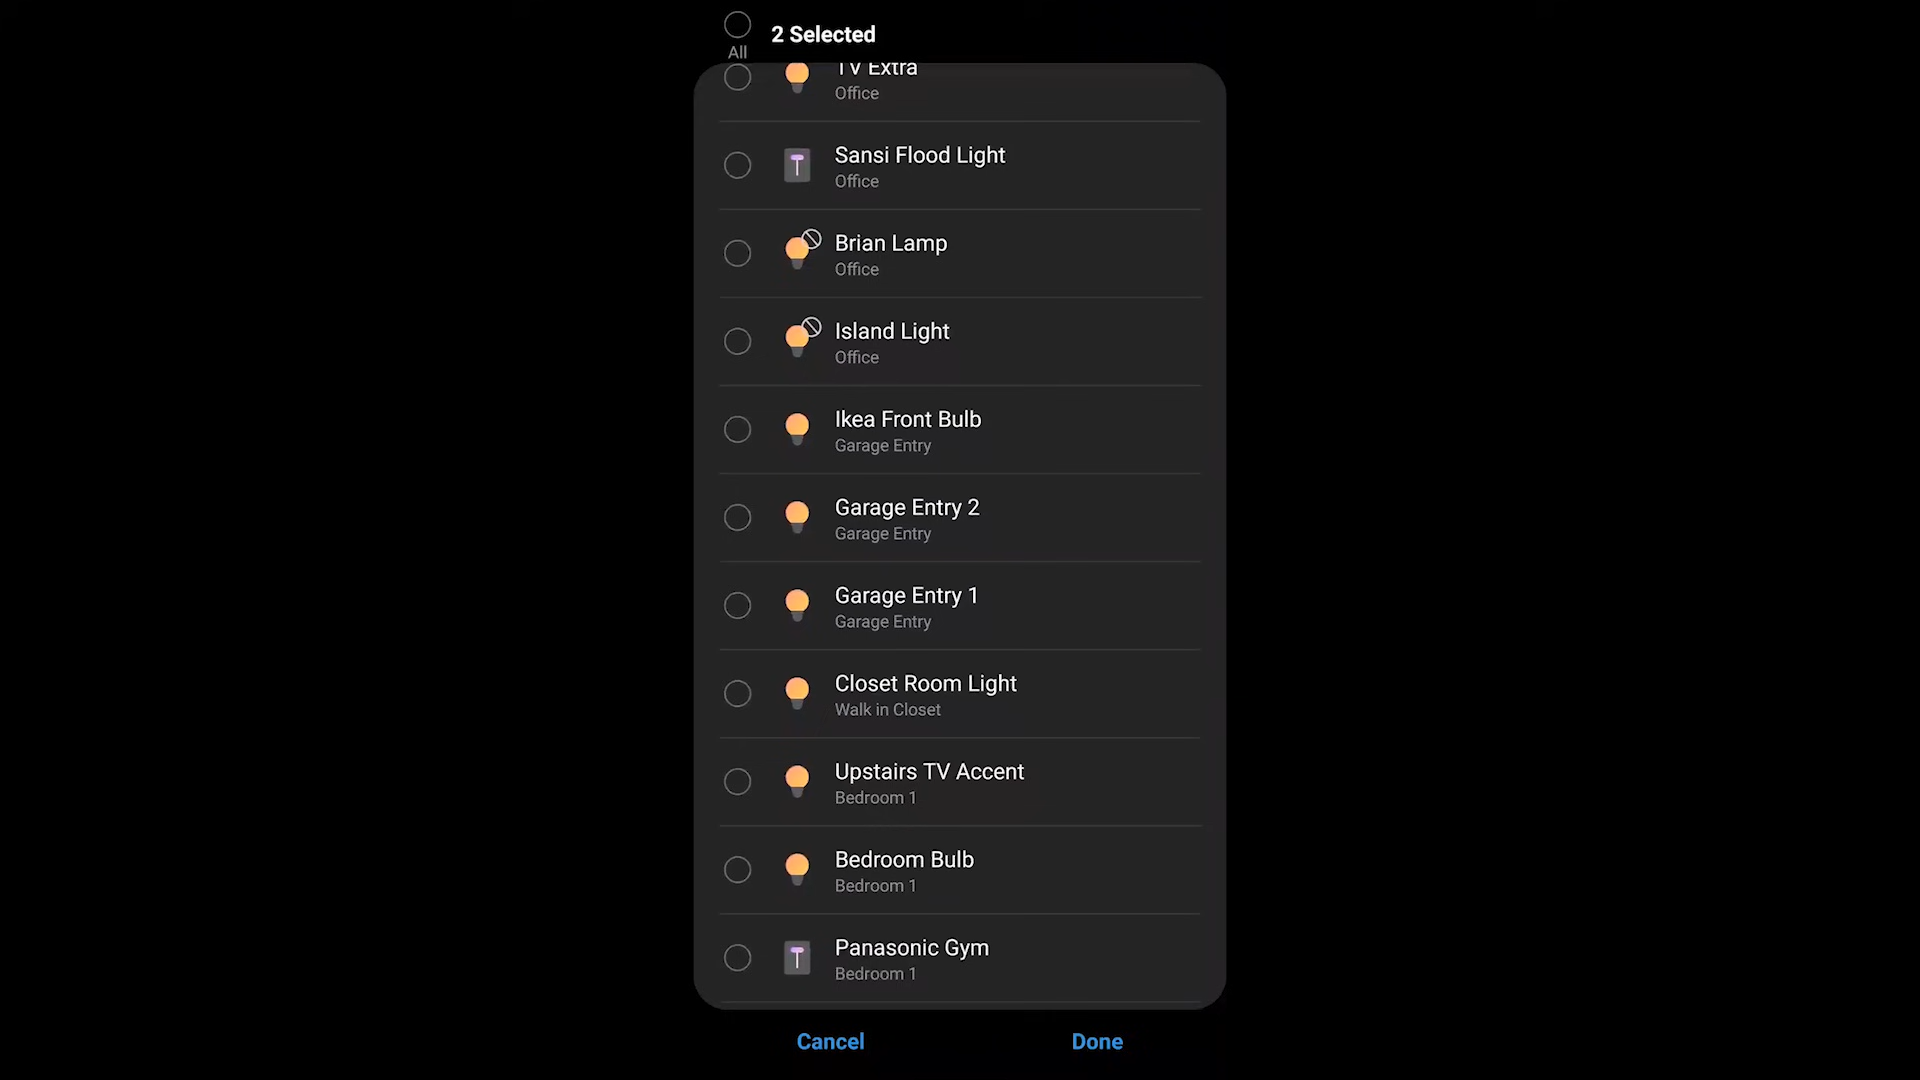 2 Selected
All
TV Extra
Office
Sansi Flood Light
Office
Brian Lamp
Office
Island Light
Office
Ikea Front Bulb
Garage Entry
Garage Entry 2
Garage Entry
Garage Entry 1
Garage Entry
Closet Room Light
Walk in Closet
Upstairs TV Accent
Bedroom 1
Bedroom Bulb
Bedroom 1
Panasonic Gym
Bedroom 1
Cancel
Done